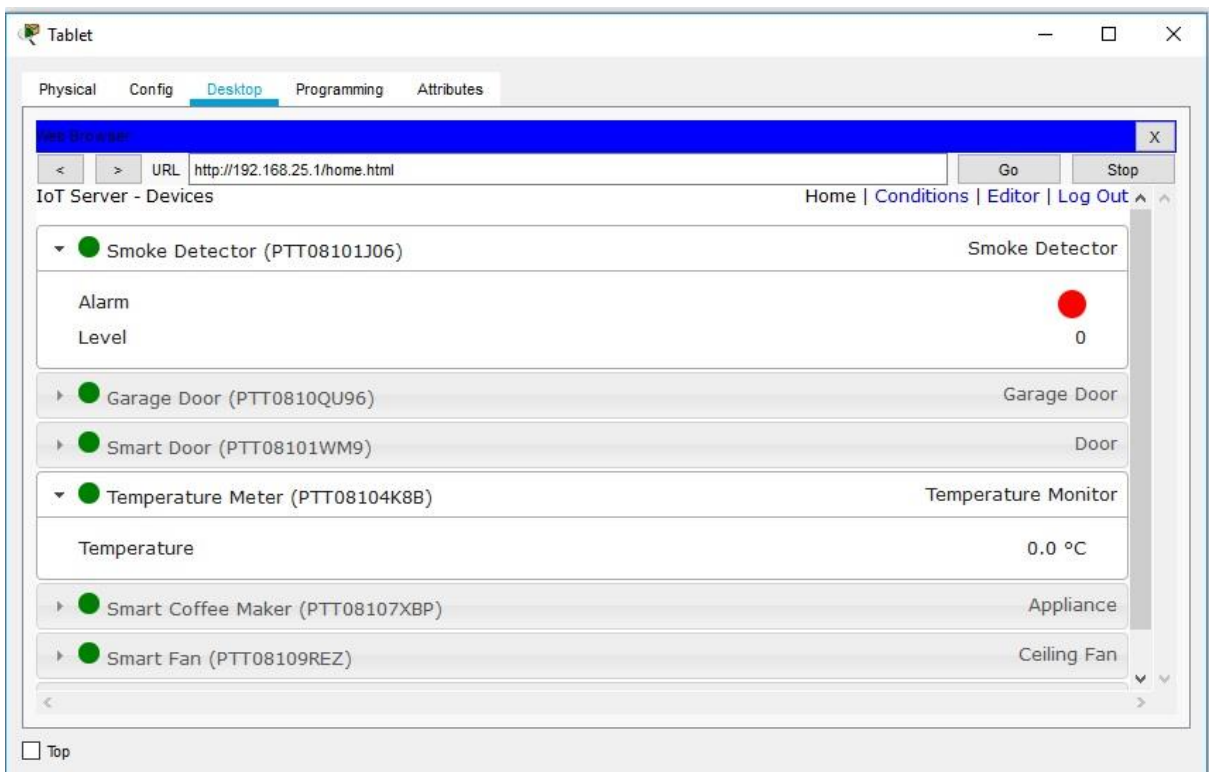 Tablet
Physical Config Desktop Programming Attributes
Web Browser X
< > URL http://192.168.25.1/home.html Go Stop
IoT Server - Devices Home | Conditions | Editor | Log Out
Smoke Detector (PTT08101J06) Smoke Detector
Alarm
Level 0
Garage Door (PTT0810QU96) Garage Door
Smart Door (PTT08101WM9) Door
Temperature Meter (PTT08104K8B) Temperature Monitor
Temperature 0.0 °C
Smart Coffee Maker (PTT08107XBP) Appliance
Smart Fan (PTT08109REZ) Ceiling Fan
Top